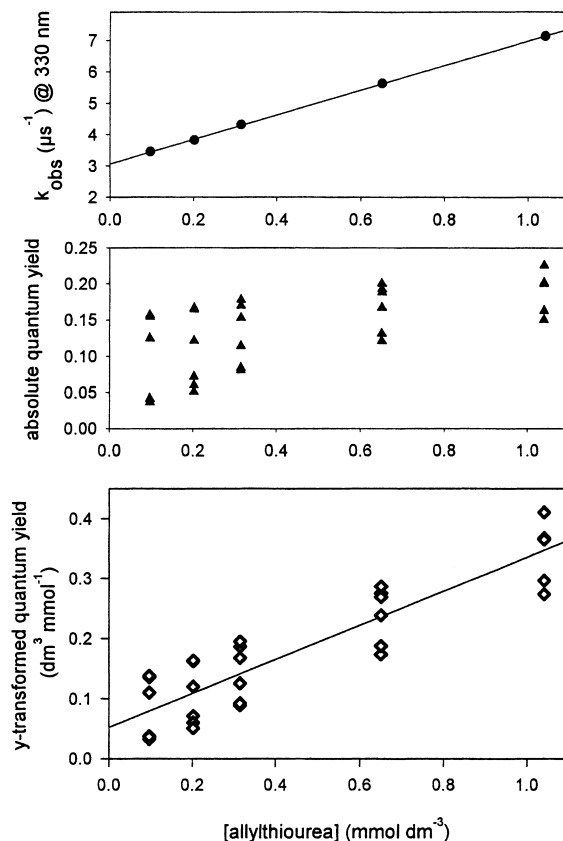 k_obs (µs⁻¹) @ 330 nm
7
6
5
4
3
2
0.0 0.2 0.4 0.6 0.8 1.0
absolute quantum yield
0.25
0.20
0.15
0.10
0.05
0.00
0.0 0.2 0.4 0.6 0.8 1.0
y-transformed quantum yield
(dm³ mmol⁻¹)
0.4
0.3
0.2
0.1
0.0
0.0 0.2 0.4 0.6 0.8 1.0
[allylthiourea] (mmol dm⁻³)